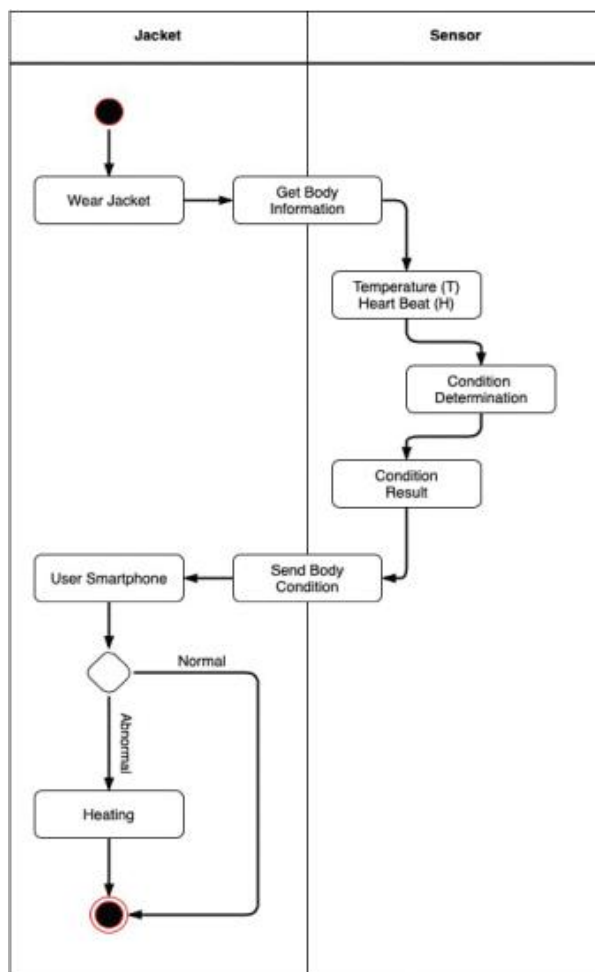 Jacket
Sensor
Wear Jacket
Get Body
Information
Temperature (T)
Heart Beat (H)
Condition
Determination
Condition
Result
Send Body
Condition
User Smartphone
Normal
Abnormal
Heating